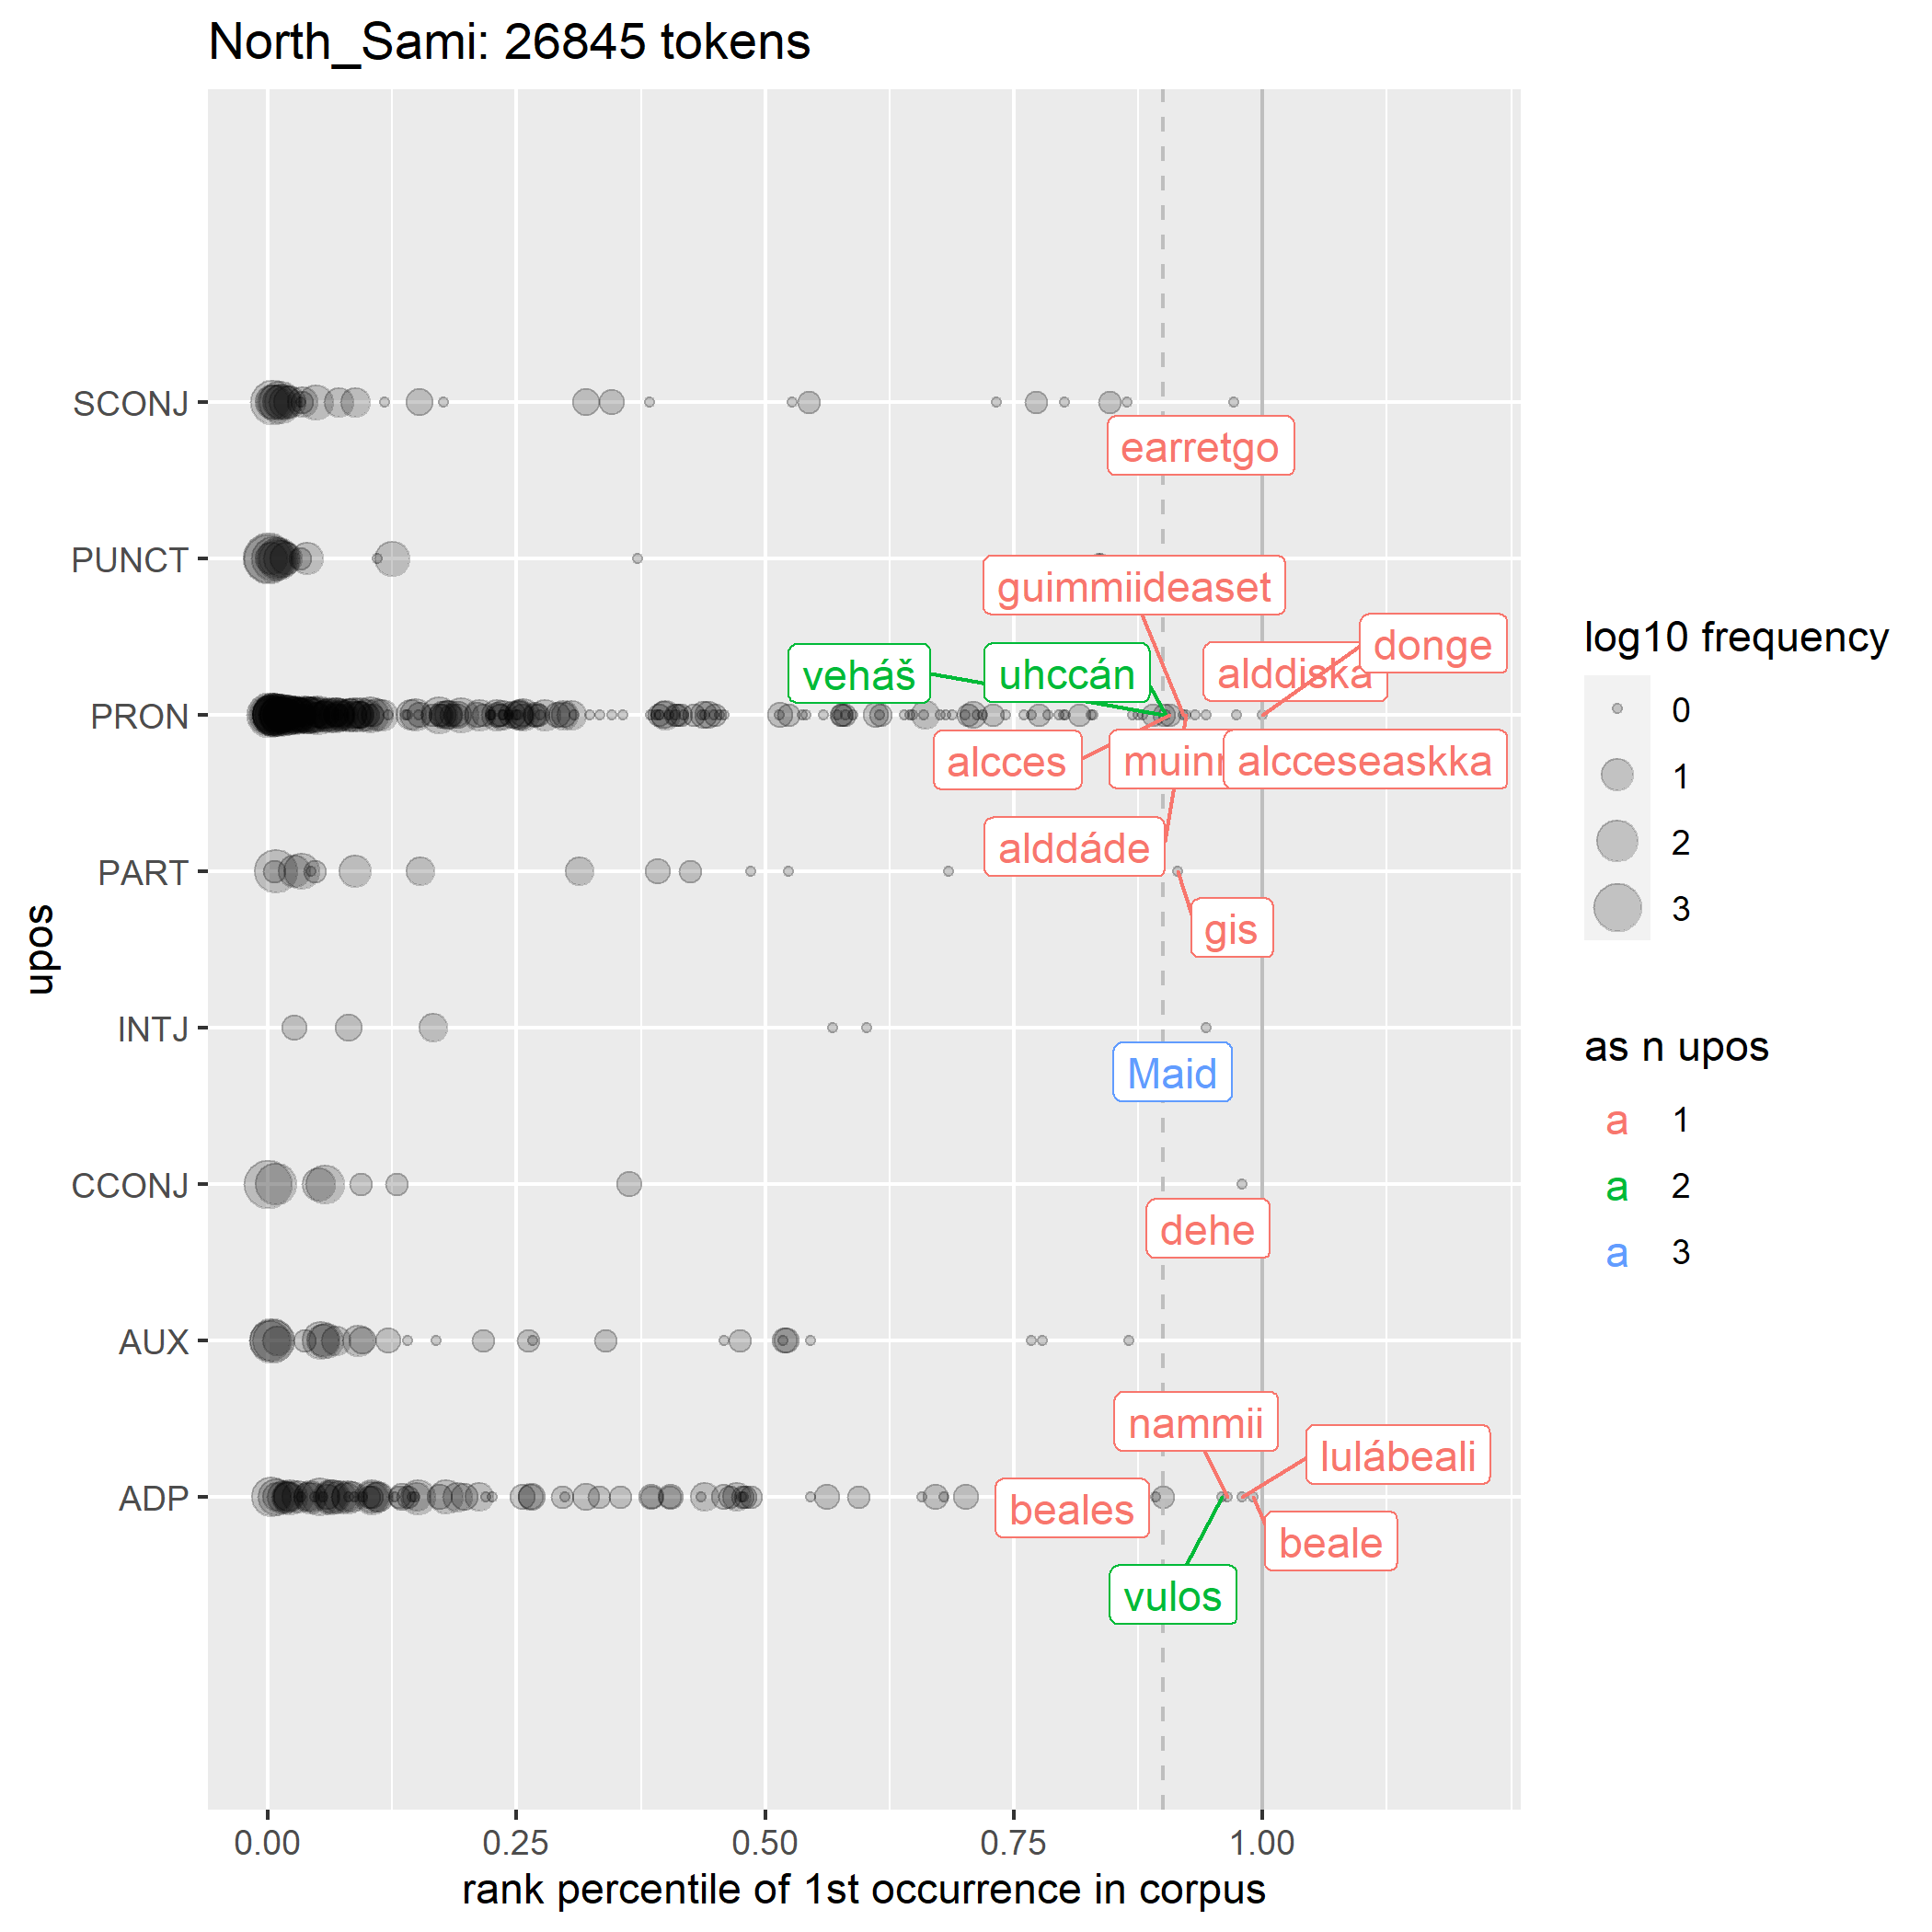 North_Sami: 26845 tokens
SCONJ
earretgo
PUNCT
guimmiideaset
donge
veháš
uhccán
alddiska
PRON
alcces
alcceseaskka
alddáde
PART
gis
INTJ
Maid
CCONJ
dehe
AUX
nammii
lulábeali
ADP
beales
beale
vulos
upos
0.00 0.25 0.50 0.75 1.00
rank percentile of 1st occurrence in corpus
log10 frequency
0
1
2
3
as n upos
a 1
a 2
a 3